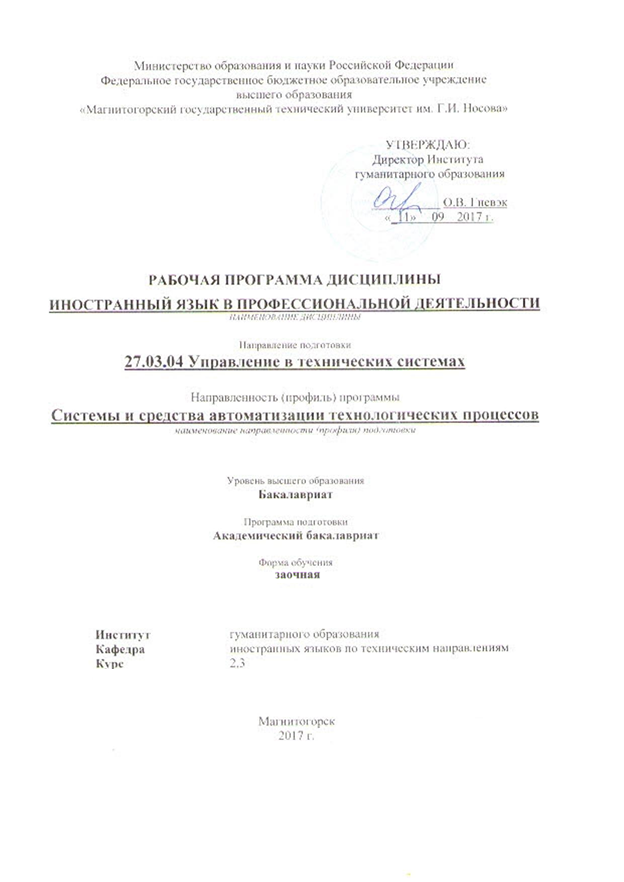 Министерство образования и науки Российской Федерации
Федеральное государственное бюджетное образовательное учреждение
высшего образования
«Магнитогорский государственный технический университет им. Г.И. Носова»
УТВЕРЖДАЮ:
Директор Института
гуманитарного образования
О.В. Гневэк
« 11» 09 2017 г.
РАБОЧАЯ ПРОГРАММА ДИСЦИПЛИНЫ
ИНОСТРАННЫЙ ЯЗЫК В ПРОФЕССИОНАЛЬНОЙ ДЕЯТЕЛЬНОСТИ
НАИМЕНОВАНИЕ ДИСЦИПЛИНЫ
Направление подготовки
27.03.04 Управление в технических системах
Направленность (профиль) программы
Системы и средства автоматизации технологических процессов
наименование направленности (профиля) подготовки
Уровень высшего образования
Бакалавриат
Программа подготовки
Академический бакалавриат
Форма обучения
заочная
Институт гуманитарного образования
Кафедра иностранных языков по техническим направлениям
Курс 2,3
Магнитогорск
2017 г.